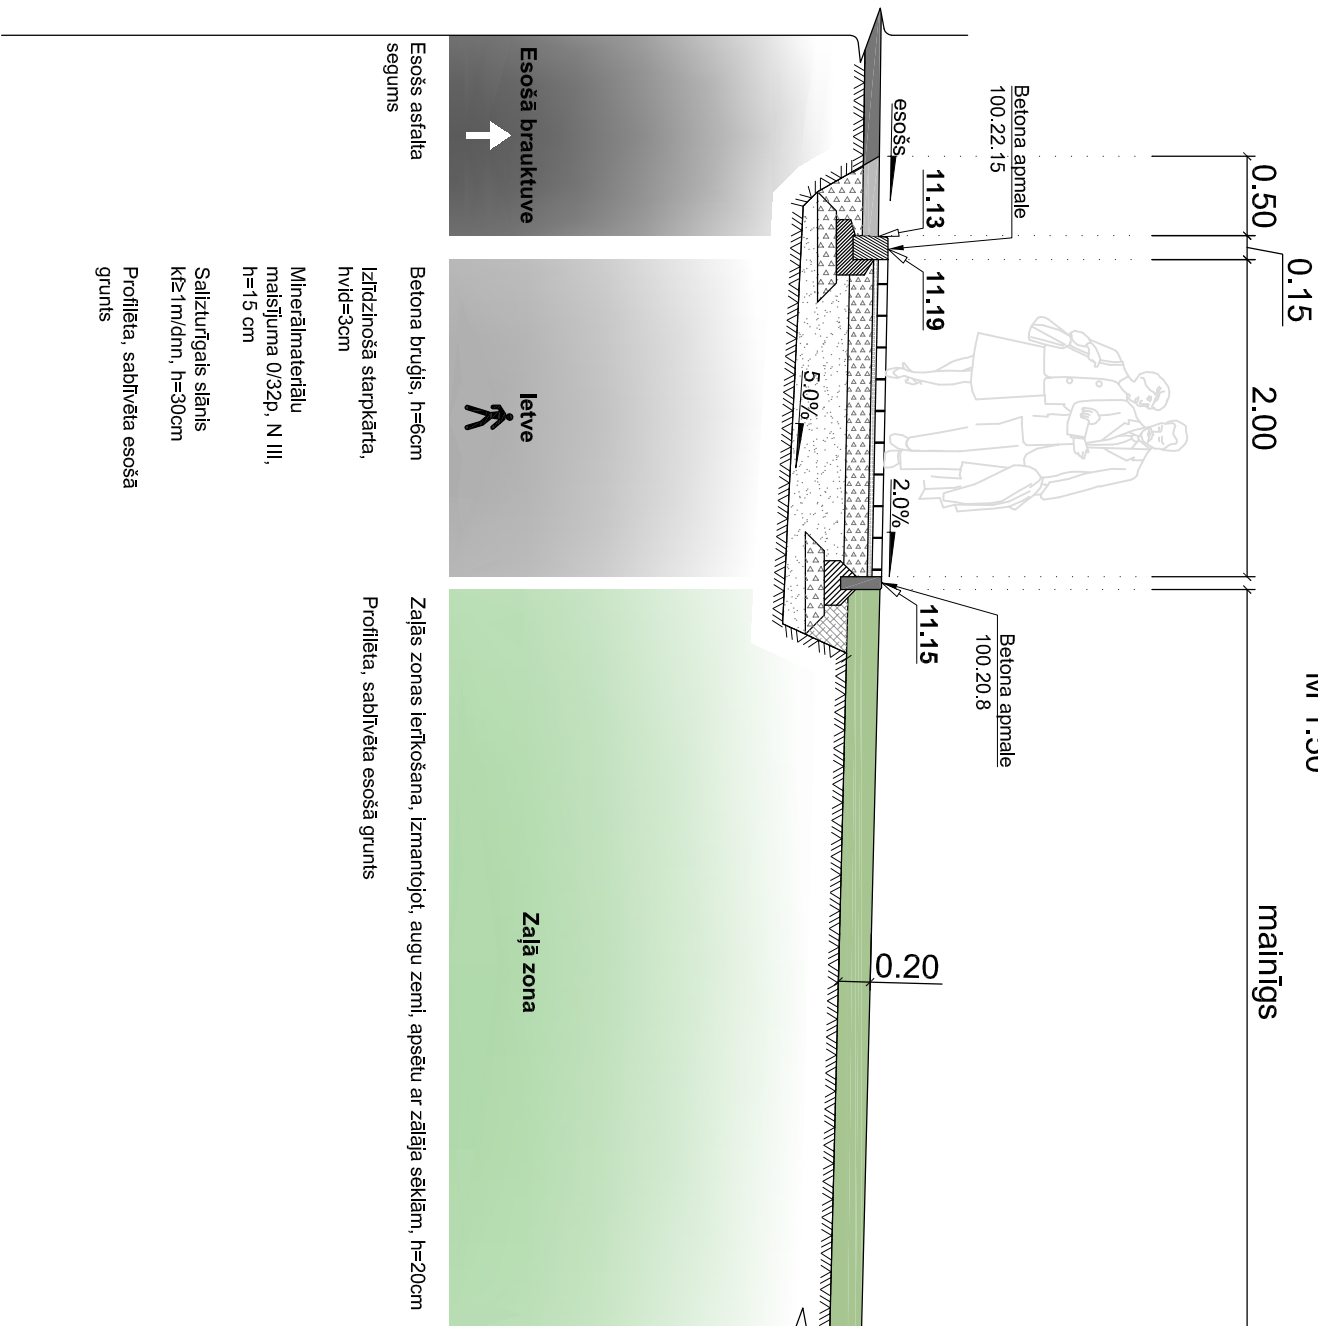 M 1:50
0.50
0.15
2.00
mainīgs
Betona apmale
100.22.15
Betona apmale
100.20.8
esošs
11.13
11.19
11.15
2.0%
5.0%
0.20
Esošā brauktuve
Ietve
Zaļā zona
Esošs asfalta
segums
Betona bruģis, h=6cm
Izlīdzinošā starpkārta,
hvid=3cm
Minerālmateriālu
maisījuma 0/32p, N III,
h=15 cm
Salizturīgais slānis
kf≥1m/dnn, h=30cm
Profilēta, sablīvēta esošā
grunts
Zaļās zonas ierīkošana, izmantojot, augu zemi, apsētu ar zālāja sēklām, h=20cm
Profilēta, sablīvēta esošā grunts